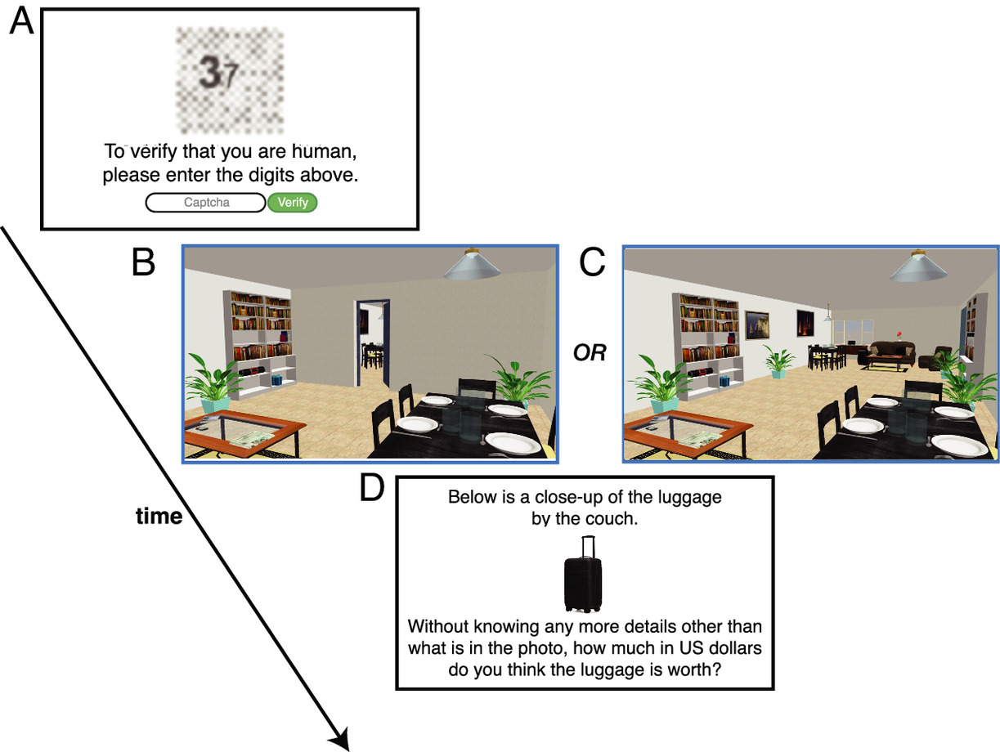 A
37
To verify that you are human,
please enter the digits above.
Captcha
Verify
B
C
OR
D
time
Below is a close-up of the luggage
by the couch.
Without knowing any more details other than
what is in the photo, how much in US dollars
do you think the luggage is worth?